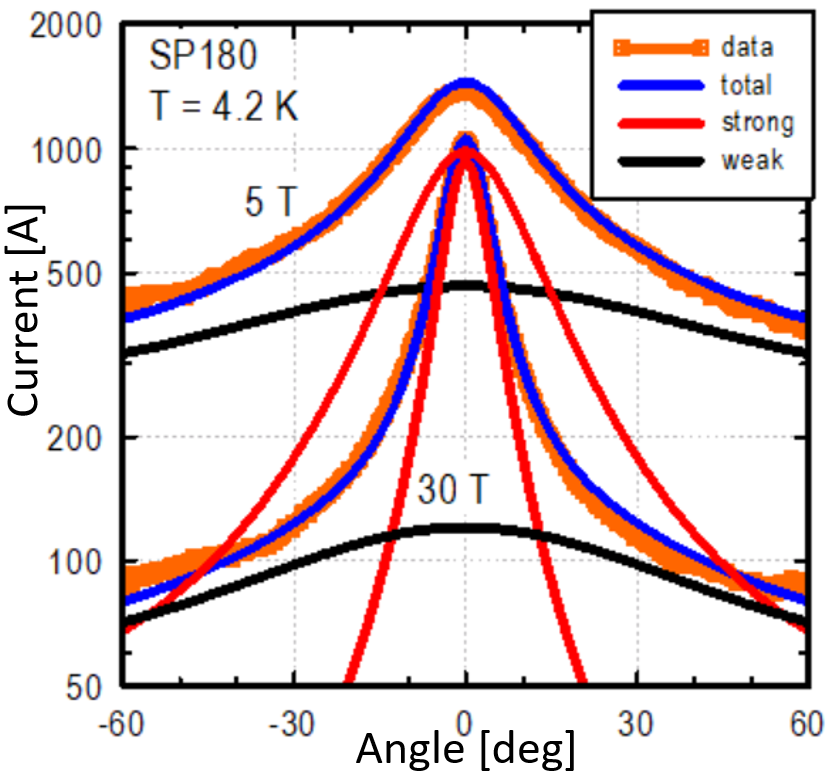 2000
1000
500
200
100
50
Current [A]
SP180
T = 4.2 K
5 T
30 T
data
total
strong
weak
-60
-30
0
30
60
Angle [deg]